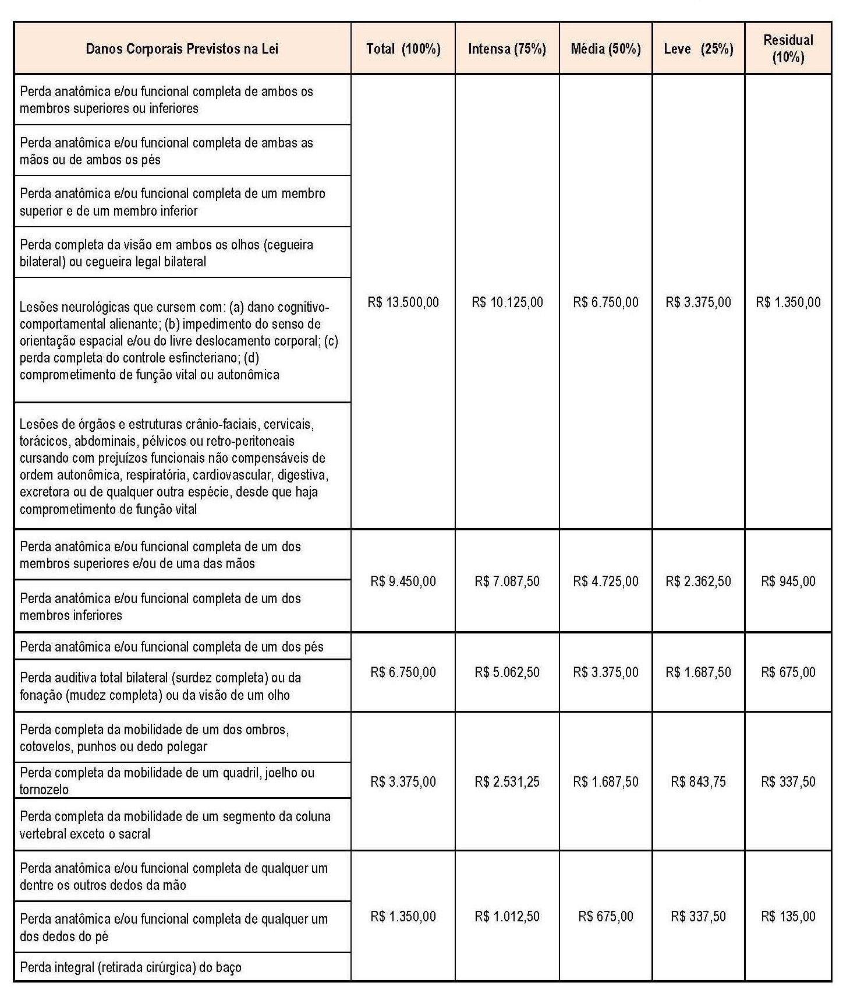 Danos Corporais Previstos na Lei
Total (100%)
Intensa (75%)
Média (50%)
Leve (25%)
Residual
(10%)
Perda anatômica e/ou funcional completa de ambos os
membros superiores ou inferiores
Perda anatômica e/ou funcional completa de ambas as
mãos ou de ambos os pés
Perda anatômica e/ou funcional completa de um membro
superior e de um membro inferior
Perda completa da visão em ambos os olhos (cegueira
bilateral) ou cegueira legal bilateral
Lesões neurológicas que cursem com: (a) dano cognitivo-
comportamental alienante; (b) impedimento do senso de
orientação espacial e/ou do livre deslocamento corporal; (c)
perda completa do controle esfincteriano; (d)
comprometimento de função vital ou autonômica
Lesões de órgãos e estruturas crânio-faciais, cervicais,
torácicos, abdominais, pélvicos ou retro-peritoneais
cursando com prejuízos funcionais não compensáveis de
ordem autonômica, respiratória, cardiovascular, digestiva,
excretora ou de qualquer outra espécie, desde que haja
comprometimento de função vital
R$ 13.500,00
R$ 10.125,00
R$ 6.750,00
R$ 3.375,00
R$ 1.350,00
Perda anatômica e/ou funcional completa de um dos
membros superiores e/ou de uma das mãos
Perda anatômica e/ou funcional completa de um dos
membros inferiores
R$ 9.450,00
R$ 7.087,50
R$ 4.725,00
R$ 2.362,50
R$ 945,00
Perda anatômica e/ou funcional completa de um dos pés
Perda auditiva total bilateral (surdez completa) ou da
fonação (mudez completa) ou da visão de um olho
R$ 6.750,00
R$ 5.062,50
R$ 3.375,00
R$ 1.687,50
R$ 675,00
Perda completa da mobilidade de um dos ombros,
cotovelos, punhos ou dedo polegar
Perda completa da mobilidade de um quadril, joelho ou
tornozelo
Perda completa da mobilidade de um segmento da coluna
vertebral exceto o sacral
R$ 3.375,00
R$ 2.531,25
R$ 1.687,50
R$ 843,75
R$ 337,50
Perda anatômica e/ou funcional completa de qualquer um
dentre os outros dedos da mão
Perda anatômica e/ou funcional completa de qualquer um
dos dedos do pé
Perda integral (retirada cirúrgica) do baço
R$ 1.350,00
R$ 1.012,50
R$ 675,00
R$ 337,50
R$ 135,00